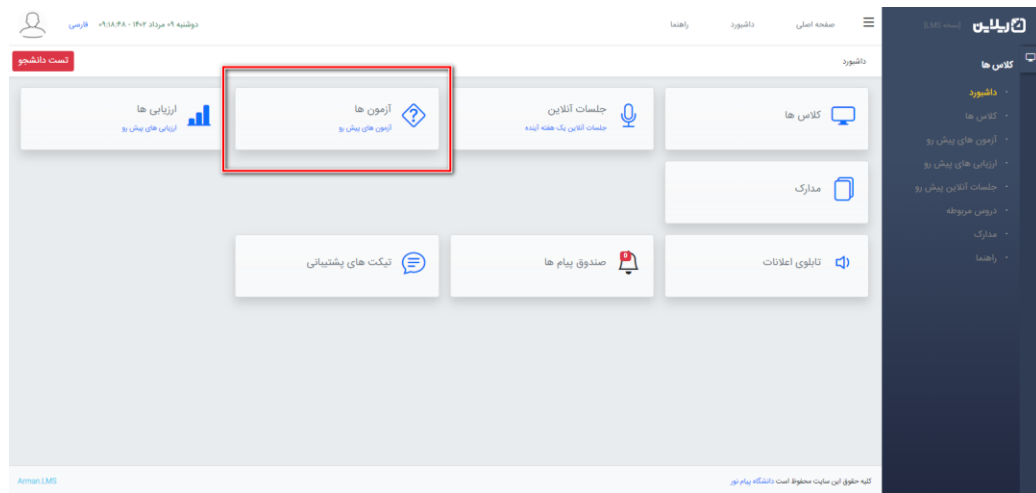 صفحه اصلی داشبورد راهنما
دوشنبه ۰۹ مرداد ۱۴۰۲ - ۰۹:۱۸:۴۸ فارسی
داشبورد
تست دانشجو
کلاس ها
جلسات آنلاین
جلسات آنلاین یک هفته آینده
آزمون ها
آزمون های پیش رو
ارزیابی ها
ارزیابی های پیش رو
مدارک
تابلوی اعلانات
صندوق پیام ها
0
تیکت های پشتیبانی
کلاس ها
داشبورد
کلاس ها
آزمون های پیش رو
ارزیابی های پیش رو
جلسات آنلاین پیش رو
دروس مربوطه
مدارک
راهنما
کلیه حقوق این سایت محفوظ است دانشگاه پیام نور
Arman.LMS